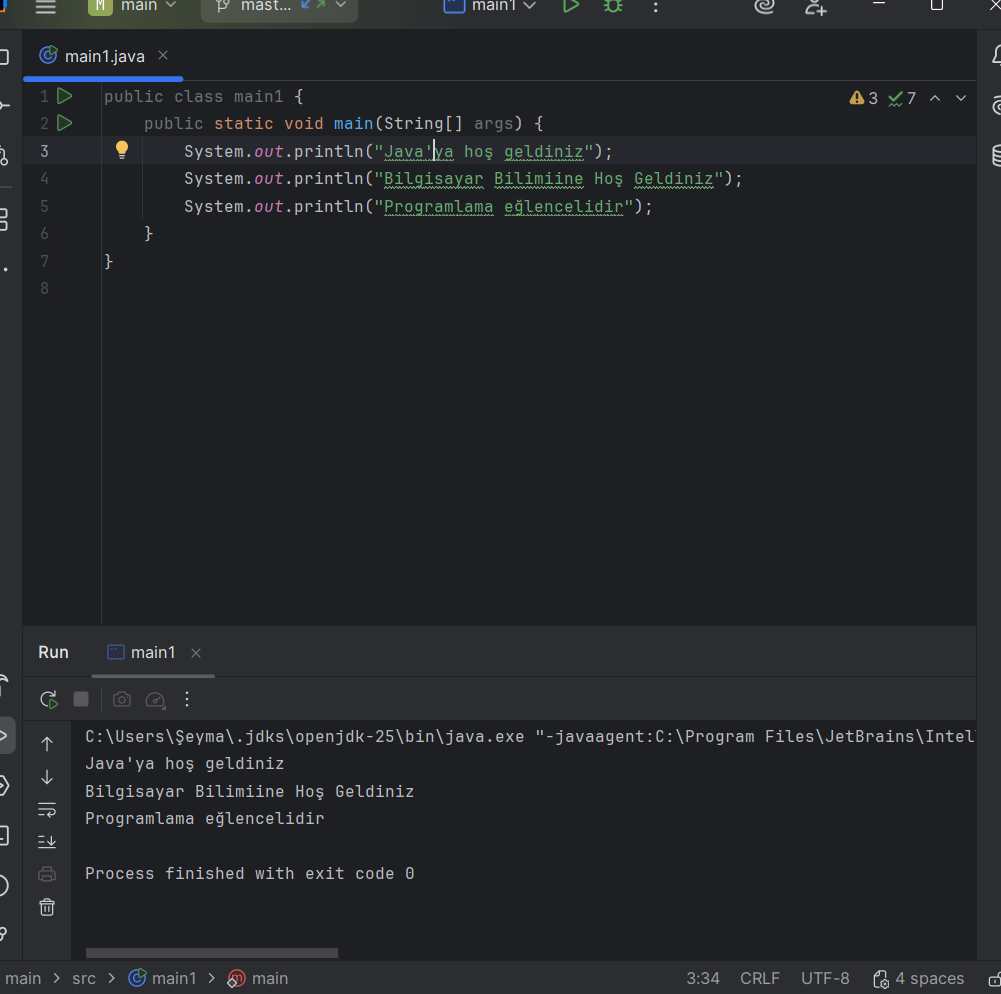 M main mast... main1
main1.java
1 public class main1 {
3 7
2 public static void main(String[] args) {
3 System.out.println("Java'ya hoş geldiniz");
4 System.out.println("Bilgisayar Bilimiine Hoş Geldiniz");
5 System.out.println("Programlama eğlencelidir");
6 }
7 }
8
Run main1
C:\Users\Şeyma\.jdks\openjdk-25\bin\java.exe "-javaagent:C:\Program Files\JetBrains\Intel
Java'ya hoş geldiniz
Bilgisayar Bilimiine Hoş Geldiniz
Programlama eğlencelidir
Process finished with exit code 0
main > src > main1 > main 3:34 CRLF UTF-8 4 spaces